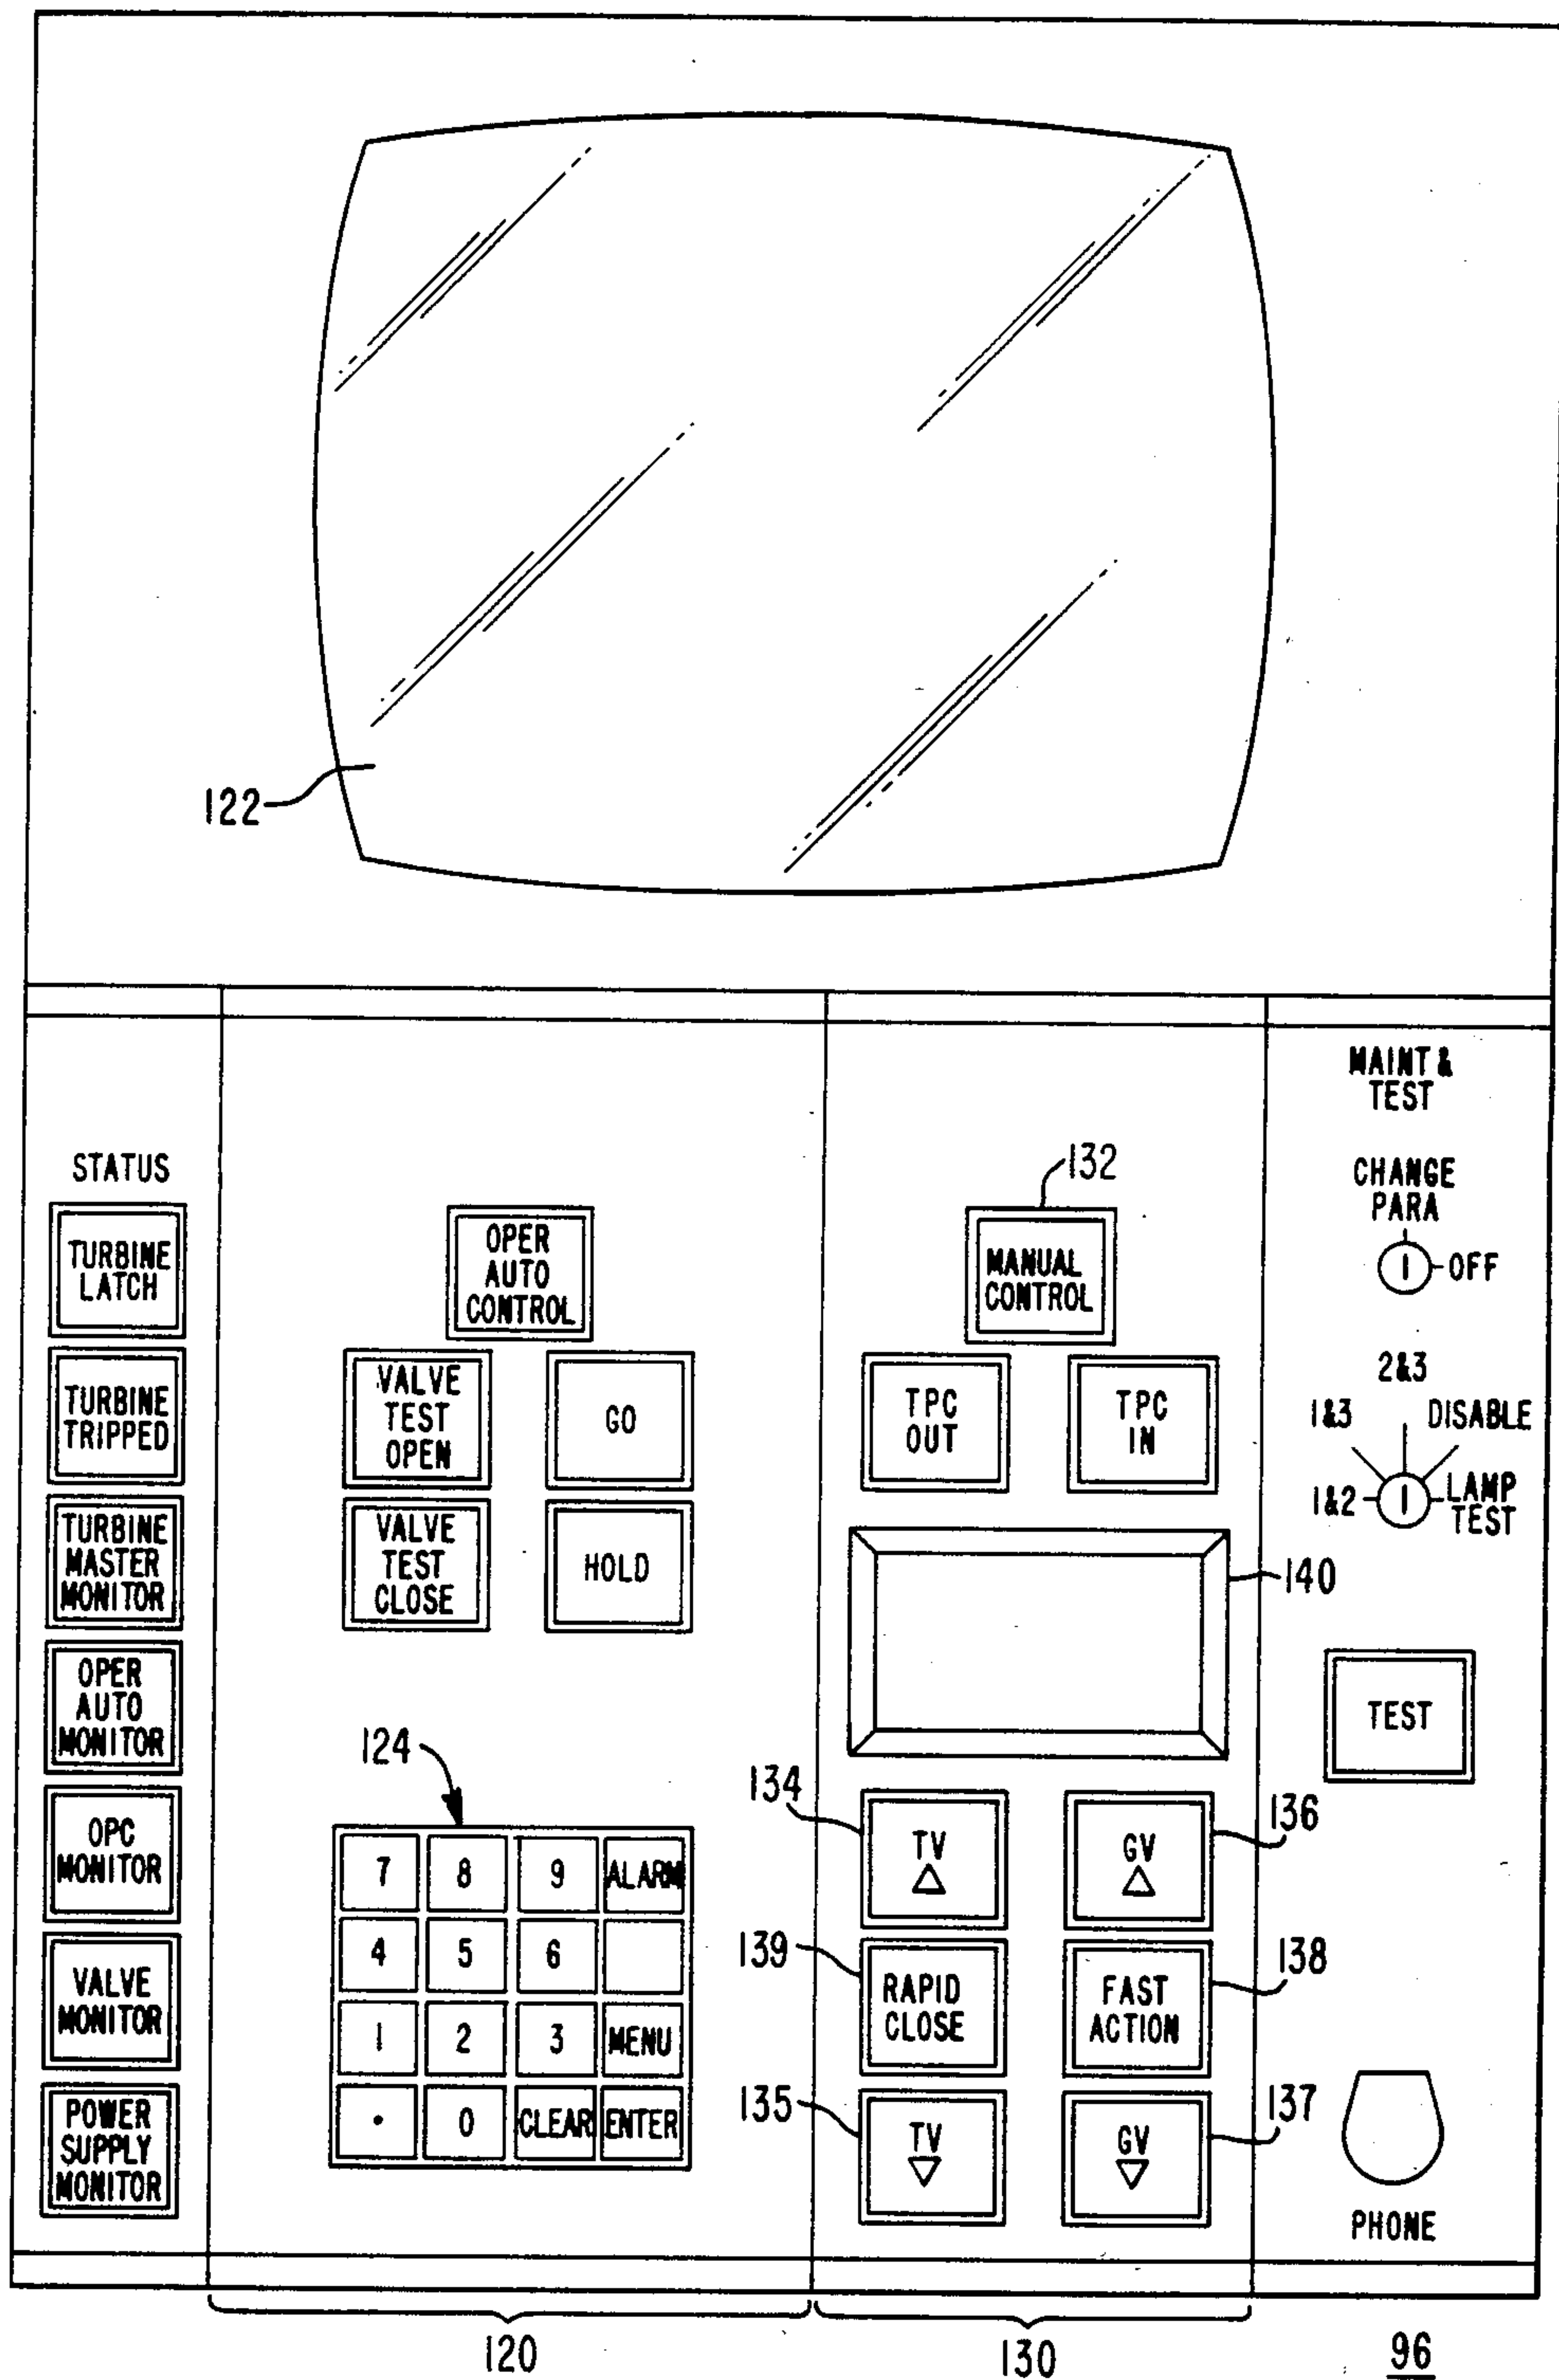 122
STATUS
TURBINE
LATCH
TURBINE
TRIPPED
TURBINE
MASTER
MONITOR
OPER
AUTO
MONITOR
OPC
MONITOR
VALVE
MONITOR
POWER
SUPPLY
MONITOR
OPER
AUTO
CONTROL
VALVE
TEST
OPEN
GO
VALVE
TEST
CLOSE
HOLD
124
7 8 9 ALARM
4 5 6
1 2 3 MENU
• 0 CLEAR ENTER
120
132
MANUAL
CONTROL
TPC
OUT
TPC
IN
140
134
TV
△
136
GV
△
139
RAPID
CLOSE
138
FAST
ACTION
135
TV
▽
137
GV
▽
130
MAINT &
TEST
CHANGE
PARA
OFF
2&3
1&3
DISABLE
1&2
LAMP
TEST
TEST
PHONE
96